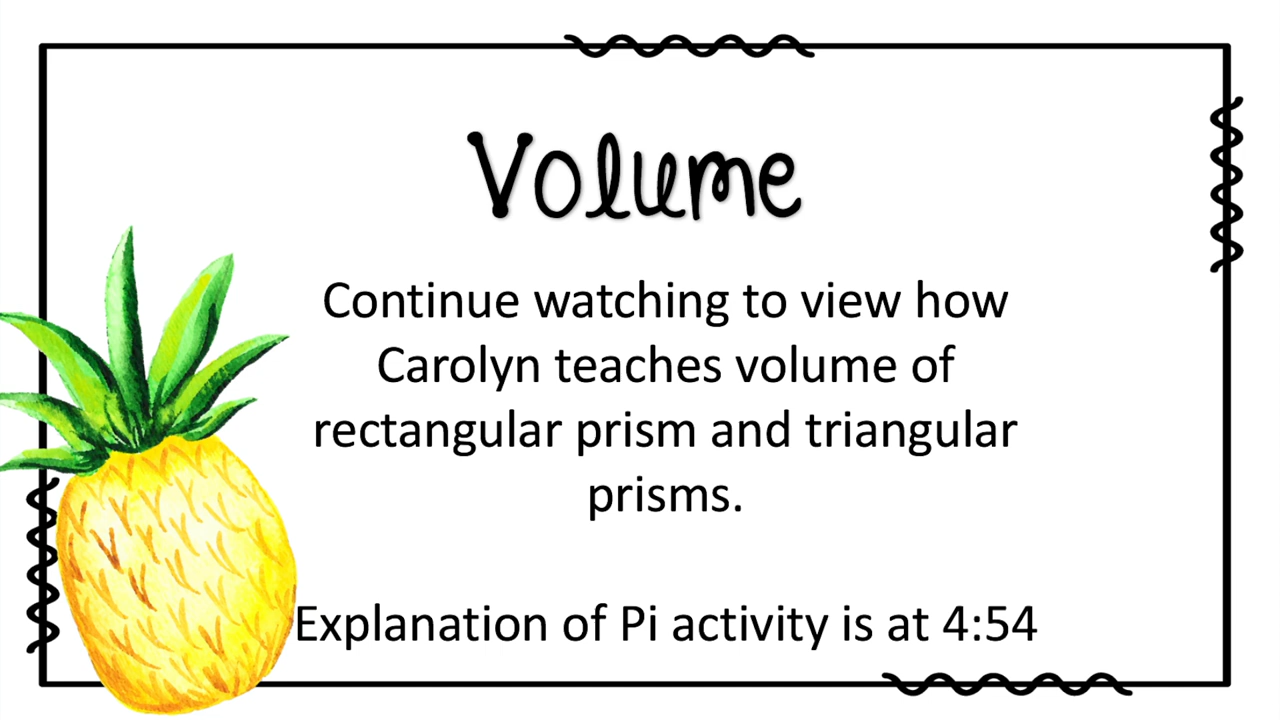 Volume
Continue watching to view how
Carolyn teaches volume of
rectangular prism and triangular
prisms.
Explanation of Pi activity is at 4:54